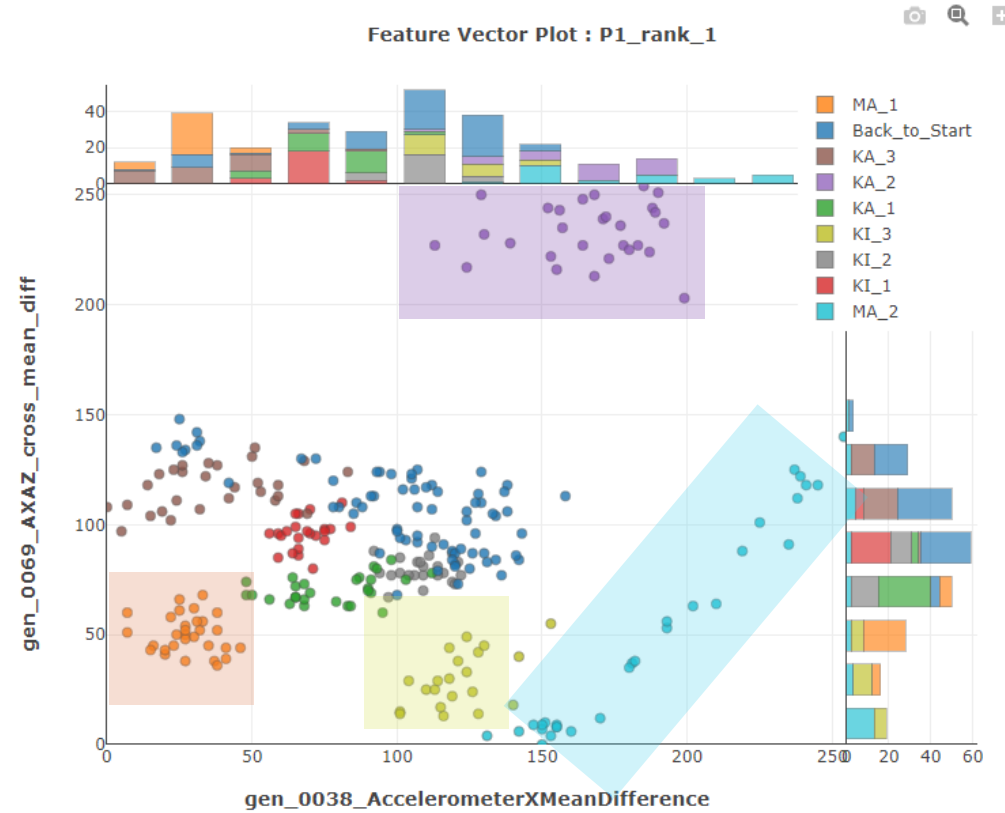 Feature Vector Plot : P1_rank_1
MA_1
Back_to_Start
KA_3
KA_2
KA_1
KI_3
KI_2
KI_1
MA_2
40
20
0
250
200
150
100
50
0
gen_0069_AXAZ_cross_mean_diff
0 50 100 150 200 250
0 20 40 60
gen_0038_AccelerometerXMeanDifference